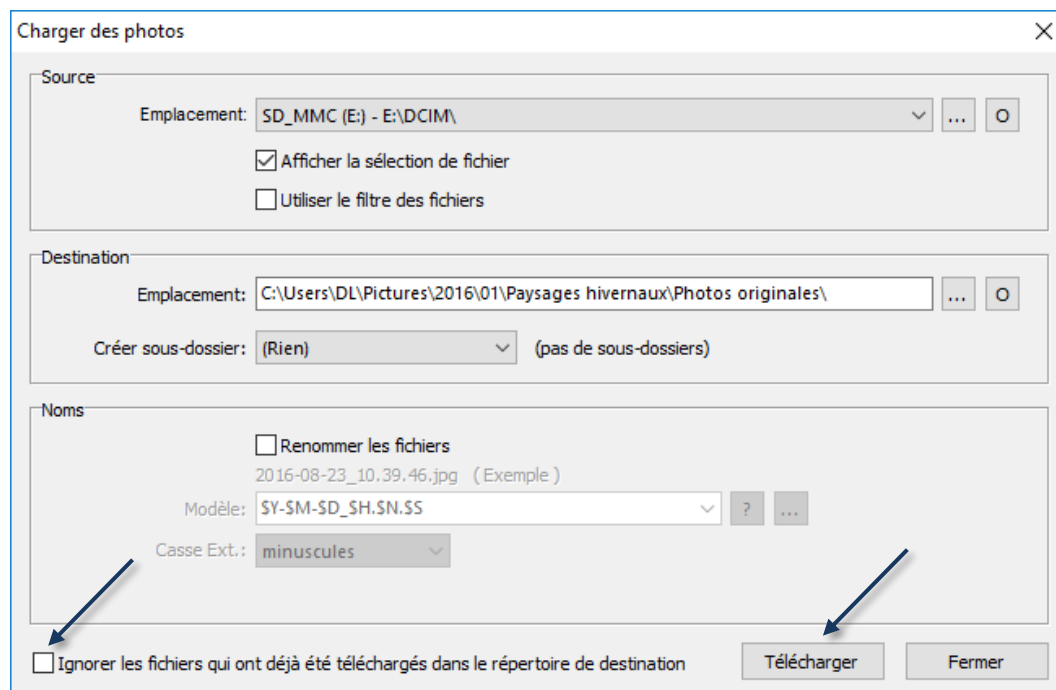 Charger des photos
Source
Emplacement: SD_MMC (E:) - E:\DCIM\ ... O
Afficher la sélection de fichier
Utiliser le filtre des fichiers
Destination
Emplacement: C:\Users\DL\Pictures\2016\01\Paysages hivernaux\Photos originales\ ... O
Créer sous-dossier: (Rien) (pas de sous-dossiers)
Noms
Renommer les fichiers
2016-08-23_10.39.46.jpg ( Exemple )
Modèle: $Y-$M-$D_$H.$N.$S ? ...
Casse Ext.: minuscules
Ignorer les fichiers qui ont déjà été téléchargés dans le répertoire de destination Télécharger Fermer